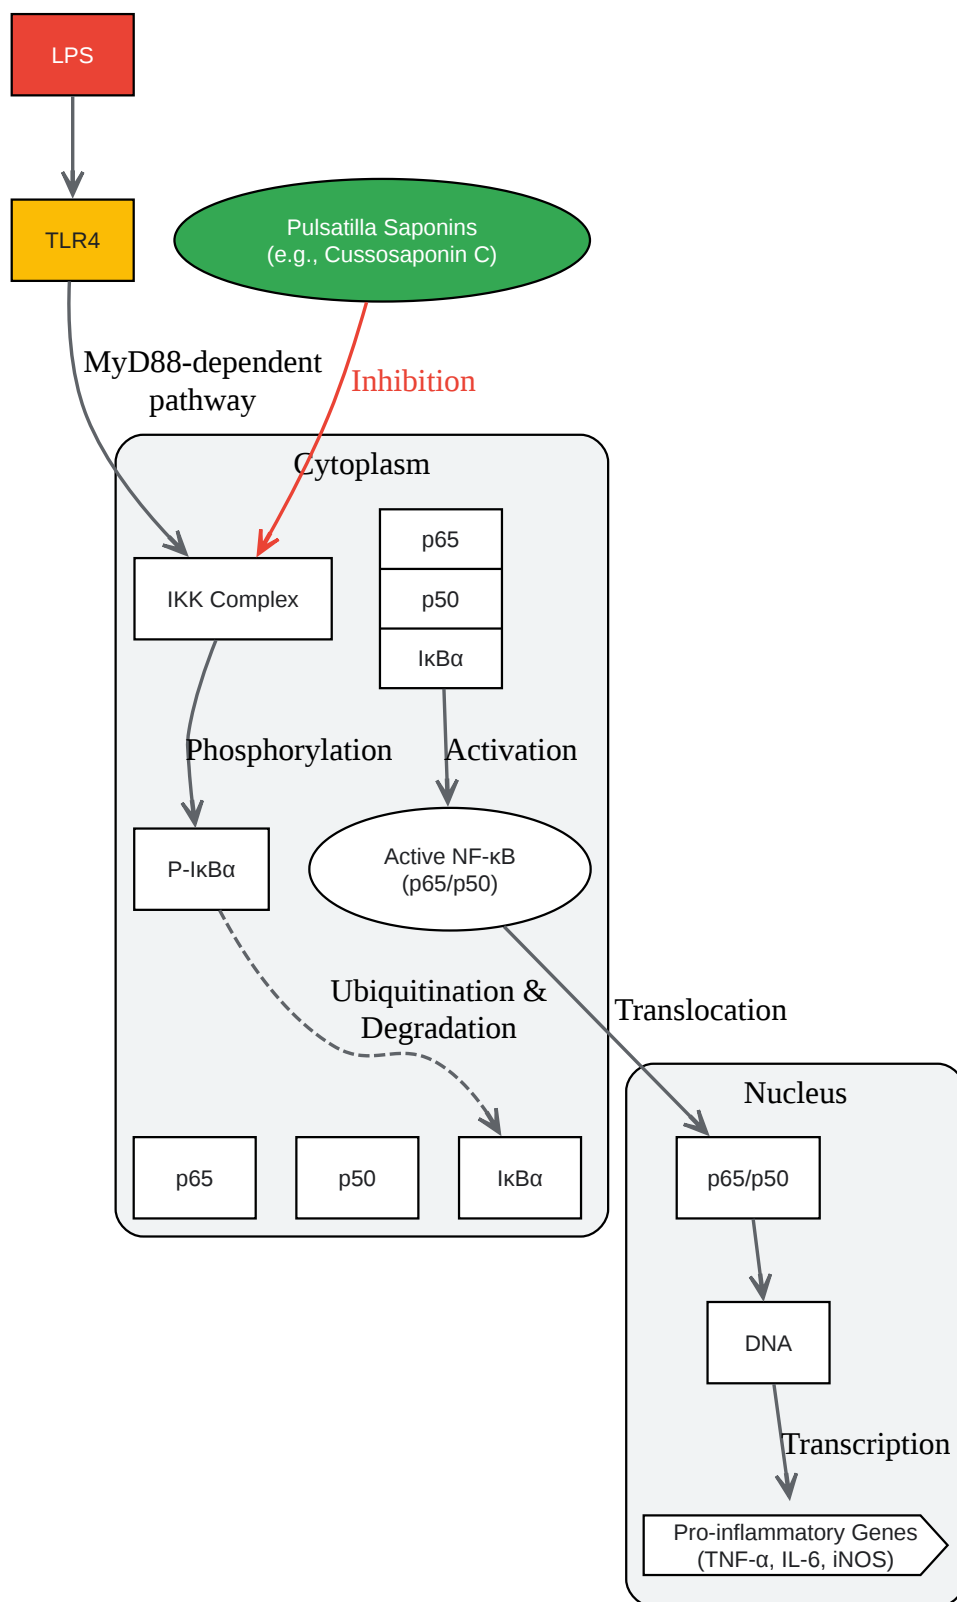 LPS
TLR4
Pulsatilla Saponins
(e.g., Cussosaponin C)
MyD88-dependent
pathway
Inhibition
Cytoplasm
p65
p50
IκBα
IKK Complex
Phosphorylation
Activation
P-IκBα
Active NF-κB
(p65/p50)
Ubiquitination &
Degradation
Translocation
Nucleus
p65
p50
IκBα
p65/p50
DNA
Transcription
Pro-inflammatory Genes
(TNF-α, IL-6, iNOS)